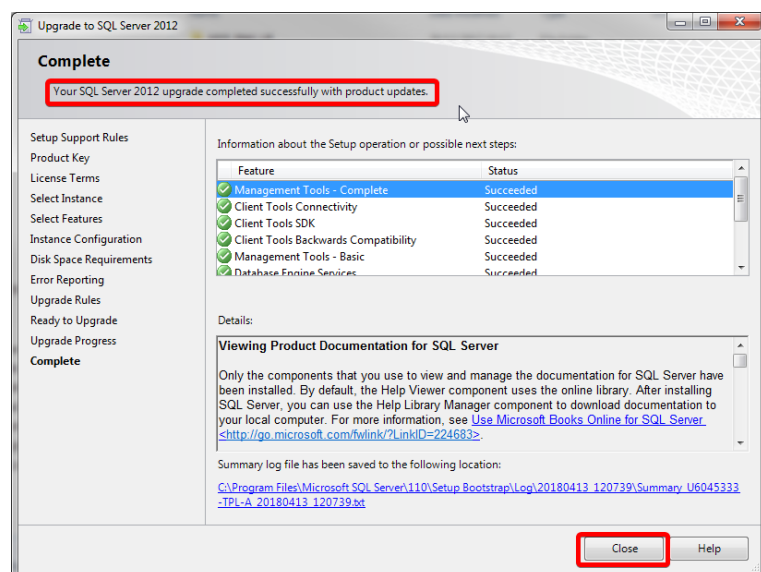 Upgrade to SQL Server 2012
Complete
Your SQL Server 2012 upgrade completed successfully with product updates.
Setup Support Rules
Product Key
License Terms
Select Instance
Select Features
Instance Configuration
Disk Space Requirements
Error Reporting
Upgrade Rules
Ready to Upgrade
Upgrade Progress
Complete
Information about the Setup operation or possible next steps:
Feature Status
Management Tools - Complete Succeeded
Client Tools Connectivity Succeeded
Client Tools SDK Succeeded
Client Tools Backwards Compatibility Succeeded
Management Tools - Basic Succeeded
Database Engine Services Succeeded
Details:
Viewing Product Documentation for SQL Server
Only the components that you use to view and manage the documentation for SQL Server have
been installed. By default, the Help Viewer component uses the online library. After installing
SQL Server, you can use the Help Library Manager component to download documentation to
your local computer. For more information, see Use Microsoft Books Online for SQL Server
<http://go.microsoft.com/fwlink/?LinkID=224683>.
Summary log file has been saved to the following location:
C:\Program Files\Microsoft SQL Server\110\Setup Bootstrap\Log\20180413_120739\Summary_U6045333
-TPL-A_20180413_120739.txt
Close Help